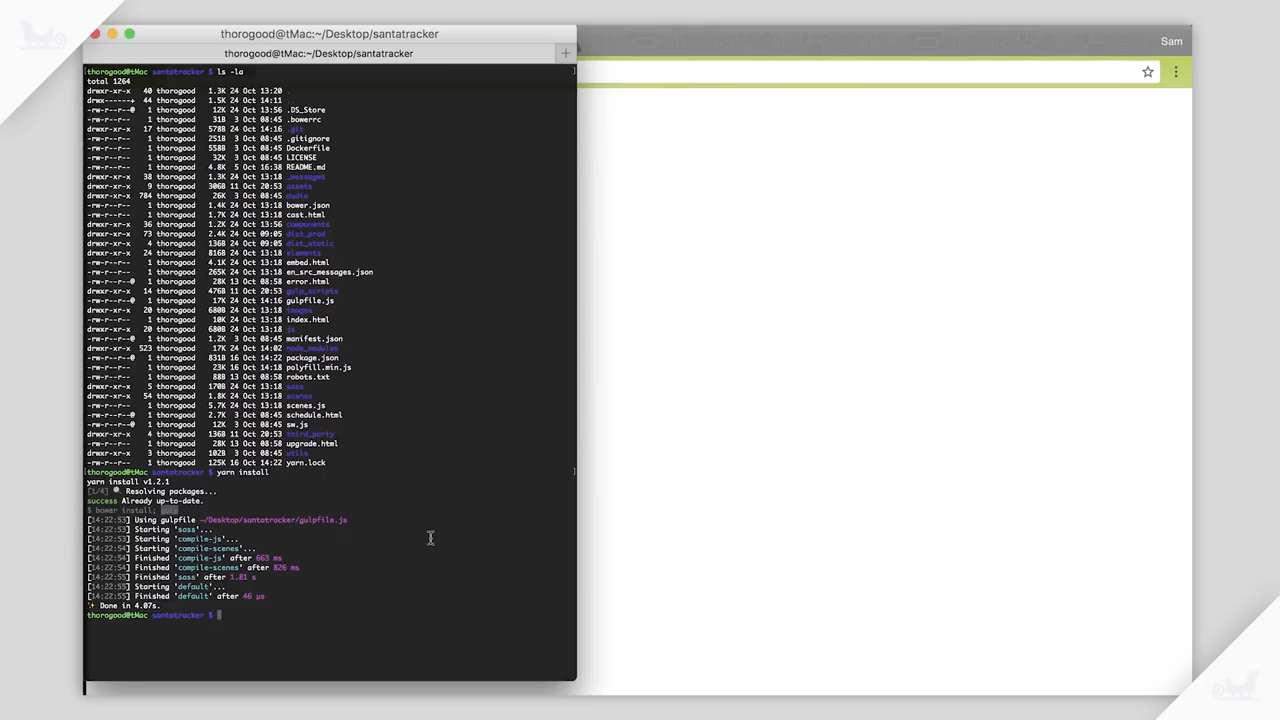 thorogood@tMac:~/Desktop/santatracker
thorogood@tMac:~/Desktop/santatracker
Sam
thorogood@tMac santatracker $ ls -la
total 1264
drwxr-xr-x 40 thorogood 1.3K 24 Oct 13:20 .
drwx------+ 44 thorogood 1.5K 24 Oct 14:11 ..
-rw-r--r--@ 1 thorogood 12K 24 Oct 13:56 .DS_Store
-rw-r--r-- 1 thorogood 31B 3 Oct 08:45 .bowerrc
drwxr-xr-x 17 thorogood 578B 24 Oct 14:16 .git
-rw-r--r-- 1 thorogood 251B 3 Oct 08:45 .gitignore
-rw-r--r-- 1 thorogood 558B 3 Oct 08:45 Dockerfile
-rw-r--r-- 1 thorogood 32K 3 Oct 08:45 LICENSE
-rw-r--r-- 1 thorogood 4.8K 5 Oct 16:38 README.md
drwxr-xr-x 38 thorogood 1.3K 24 Oct 13:18 _messages
drwxr-xr-x 9 thorogood 306B 11 Oct 20:53 assets
drwxr-xr-x 784 thorogood 26K 3 Oct 08:45 audio
-rw-r--r-- 1 thorogood 1.4K 24 Oct 13:18 bower.json
-rw-r--r-- 1 thorogood 1.7K 24 Oct 13:18 cast.html
drwxr-xr-x 36 thorogood 1.2K 24 Oct 13:56 components
drwxr-xr-x 73 thorogood 2.4K 24 Oct 09:05 dist_prod
drwxr-xr-x 4 thorogood 136B 24 Oct 09:05 dist_static
drwxr-xr-x 24 thorogood 816B 24 Oct 13:18 elements
-rw-r--r-- 1 thorogood 4.1K 24 Oct 13:18 embed.html
-rw-r--r-- 1 thorogood 265K 24 Oct 13:18 en_src_messages.json
-rw-r--r--@ 1 thorogood 28K 13 Oct 08:58 error.html
drwxr-xr-x 14 thorogood 476B 11 Oct 20:53 gulp_scripts
-rw-r--r--@ 1 thorogood 17K 24 Oct 14:16 gulpfile.js
drwxr-xr-x 20 thorogood 680B 24 Oct 13:18 images
-rw-r--r-- 1 thorogood 10K 24 Oct 13:18 index.html
drwxr-xr-x 20 thorogood 680B 24 Oct 13:18 js
-rw-r--r--@ 1 thorogood 1.2K 3 Oct 08:45 manifest.json
drwxr-xr-x 523 thorogood 17K 24 Oct 14:02 node_modules
-rw-r--r--@ 1 thorogood 831B 16 Oct 14:22 package.json
-rw-r--r-- 1 thorogood 23K 16 Oct 14:18 polyfill.min.js
-rw-r--r-- 1 thorogood 88B 13 Oct 08:58 robots.txt
drwxr-xr-x 5 thorogood 170B 24 Oct 13:18 sass
drwxr-xr-x 54 thorogood 1.8K 24 Oct 13:18 scenes
-rw-r--r-- 1 thorogood 5.7K 24 Oct 13:18 scenes.js
-rw-r--r--@ 1 thorogood 2.7K 3 Oct 08:45 schedule.html
-rw-r--r--@ 1 thorogood 12K 3 Oct 08:45 sw.js
drwxr-xr-x 4 thorogood 136B 11 Oct 20:53 third_party
-rw-r--r-- 1 thorogood 28K 13 Oct 08:58 upgrade.html
drwxr-xr-x 3 thorogood 102B 3 Oct 08:45 utils
-rw-r--r-- 1 thorogood 125K 16 Oct 14:22 yarn.lock
thorogood@tMac santatracker $ yarn install
yarn install v1.2.1
[1/4] 🔍 Resolving packages...
success Already up-to-date.
$ bower install; gulp
[14:22:53] Using gulpfile ~/Desktop/santatracker/gulpfile.js
[14:22:53] Starting 'sass'...
[14:22:53] Starting 'compile-js'...
[14:22:54] Starting 'compile-scenes'...
[14:22:54] Finished 'compile-js' after 663 ms
[14:22:54] Finished 'compile-scenes' after 826 ms
[14:22:55] Finished 'sass' after 1.81 s
[14:22:55] Starting 'default'...
[14:22:55] Finished 'default' after 46 μs
✨ Done in 4.07s.
thorogood@tMac santatracker $